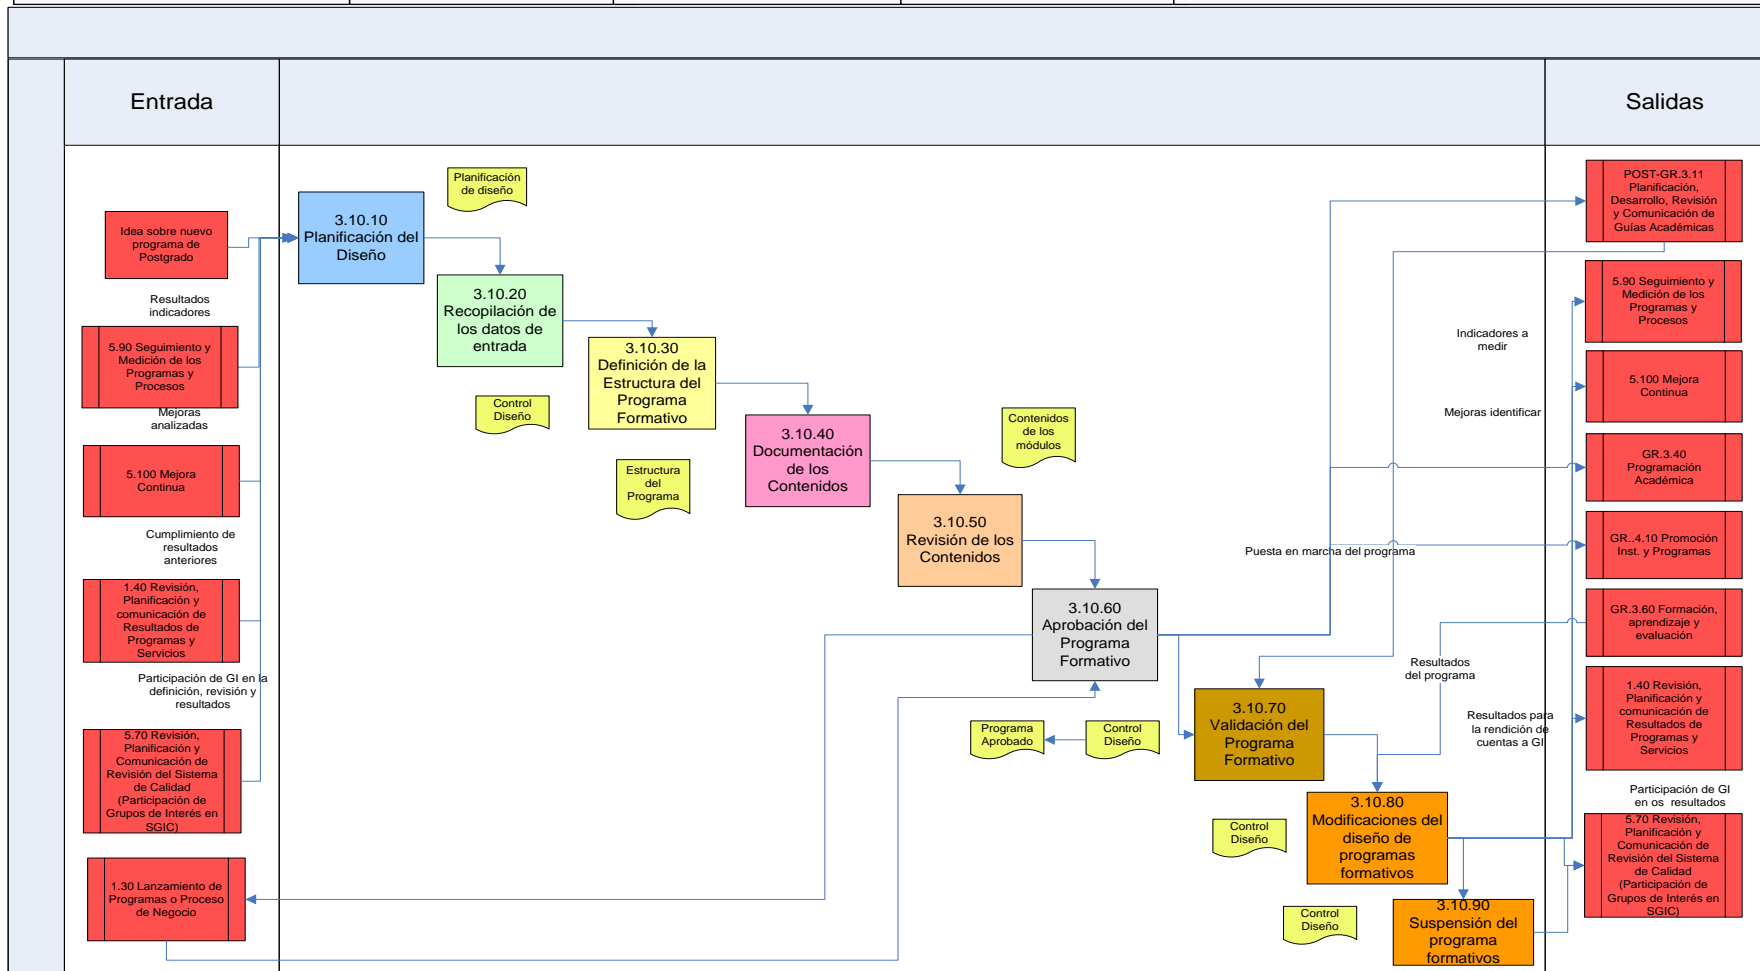 Entrada
Salidas
Idea sobre nuevo
programa de
Postgrado
Resultados
indicadores
5.90 Seguimiento y
Medición de los
Programas y
Procesos
Mejoras
analizadas
5.100 Mejora
Continua
Cumplimiento de
resultados
anteriores
1.40 Revisión,
Planificación y
comunicación de
Resultados de
Programas y
Servicios
Participación de GI en la
definición, revisión y
resultados
5.70 Revisión,
Planificación y
Comunicación de
Revisión del Sistema
de Calidad
(Participación de
Grupos de Interés en
SGIC)
1.30 Lanzamiento de
Programas o Proceso
de Negocio
3.10.10
Planificación del
Diseño
Planificación
de diseño
3.10.20
Recopilación de
los datos de
entrada
Control
Diseño
3.10.30
Definición de la
Estructura del
Programa
Formativo
Estructura
del
Programa
3.10.40
Documentación
de los
Contenidos
Contenidos
de los
módulos
3.10.50
Revisión de los
Contenidos
3.10.60
Aprobación del
Programa
Formativo
Programa
Aprobado
Control
Diseño
3.10.70
Validación del
Programa
Formativo
Control
Diseño
3.10.80
Modificaciones del
diseño de
programas
formativos
Control
Diseño
3.10.90
Suspensión del
programa
formativos
Indicadores a
medir
Mejoras identificar
Puesta en marcha del programa
Resultados
del programa
Resultados para
la rendición de
cuentas a GI
POST-GR.3.11
Planificación,
Desarrollo, Revisión
y Comunicación de
Guías Académicas
5.90 Seguimiento y
Medición de los
Programas y
Procesos
5.100 Mejora
Continua
GR.3.40
Programación
Académica
GR..4.10 Promoción
Inst. y Programas
GR.3.60 Formación,
aprendizaje y
evaluación
1.40 Revisión,
Planificación y
comunicación de
Resultados de
Programas y
Servicios
Participación de GI
en os resultados
5.70 Revisión,
Planificación y
Comunicación de
Revisión del Sistema
de Calidad
(Participación de
Grupos de Interés en
SGIC)